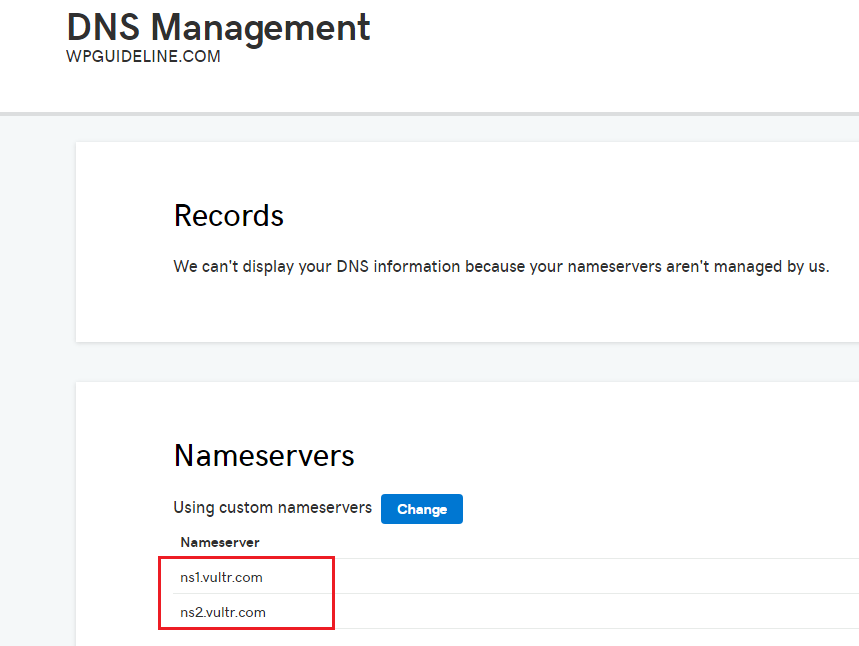 DNS Management
WPGUIDELINE.COM
Records
We can't display your DNS information because your nameservers aren't managed by us.
Nameservers
Using custom nameservers Change
Nameserver
ns1.vultr.com
ns2.vultr.com